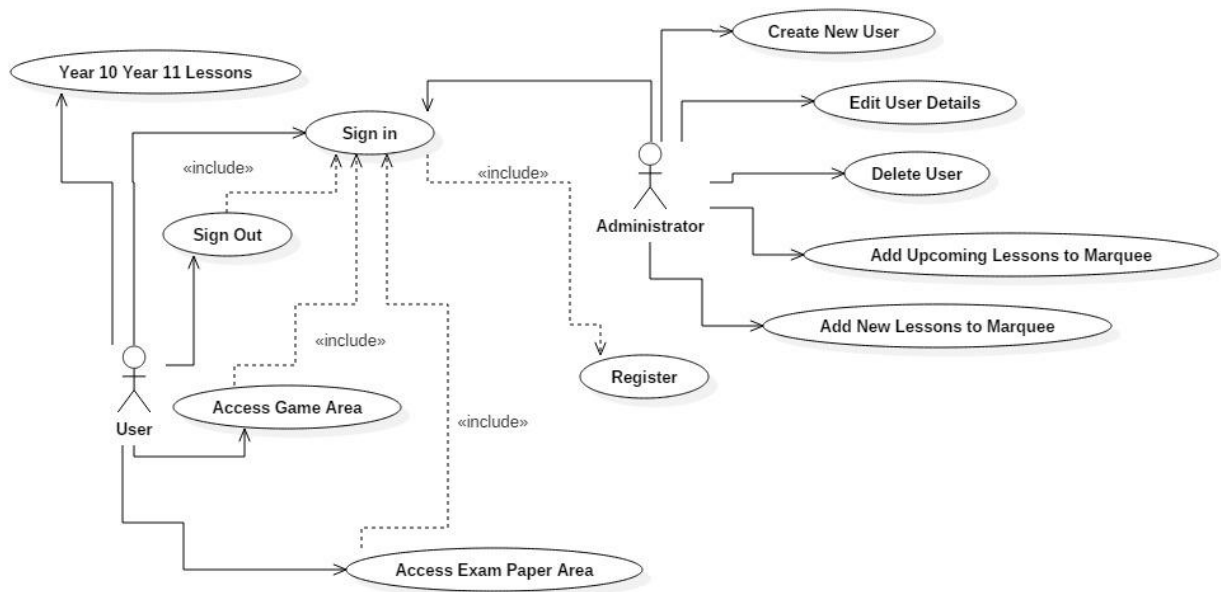 Create New User
Year 10 Year 11 Lessons
Edit User Details
Sign in
«include»
«include»
Delete User
Sign Out
Administrator
Add Upcoming Lessons to Marquee
Add New Lessons to Marquee
«include»
Register
Access Game Area
User
«include»
Access Exam Paper Area